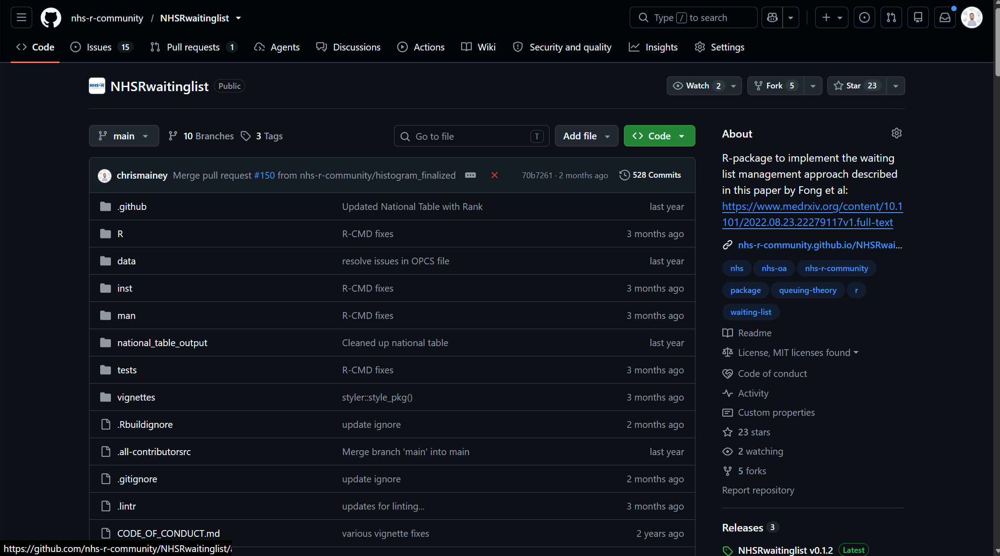 nhs-r-community / NHSRwaitinglist
Type / to search
Code
Issues 15
Pull requests 1
Agents
Discussions
Actions
Wiki
Security and quality
Insights
Settings
NHSRwaitinglist Public
Watch 2
Fork 5
Star 23
main
10 Branches
3 Tags
Go to file T
Add file
Code
chrismainey Merge pull request #150 from nhs-r-community/histogram_finalized 70b7261 · 2 months ago 528 Commits
.github Updated National Table with Rank last year
R R-CMD fixes 3 months ago
data resolve issues in OPCS file last year
inst R-CMD fixes 3 months ago
man R-CMD fixes 3 months ago
national_table_output Cleaned up national table last year
tests R-CMD fixes 3 months ago
vignettes styler::style_pkg() 3 months ago
.Rbuildignore update ignore 2 months ago
.all-contributorsrc Merge branch 'main' into main last year
.gitignore update ignore 2 months ago
.lintr updates for linting... 3 months ago
CODE_OF_CONDUCT.md various vignette fixes 2 years ago
https://github.com/nhs-r-community/NHSRwaitinglist/
About
R-package to implement the waiting
list management approach described
in this paper by Fong et al:
https://www.medrxiv.org/content/10.1
101/2022.08.23.22279117v1.full-text
nhs-r-community.github.io/NHSRwai...
nhs nhs-oa nhs-r-community
package queuing-theory r
waiting-list
Readme
License, MIT licenses found
Code of conduct
Activity
Custom properties
23 stars
2 watching
5 forks
Report repository
Releases 3
NHSRwaitinglist v0.1.2 Latest